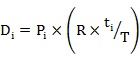 Dᵢ = Pᵢ × (R × tᵢ/T)